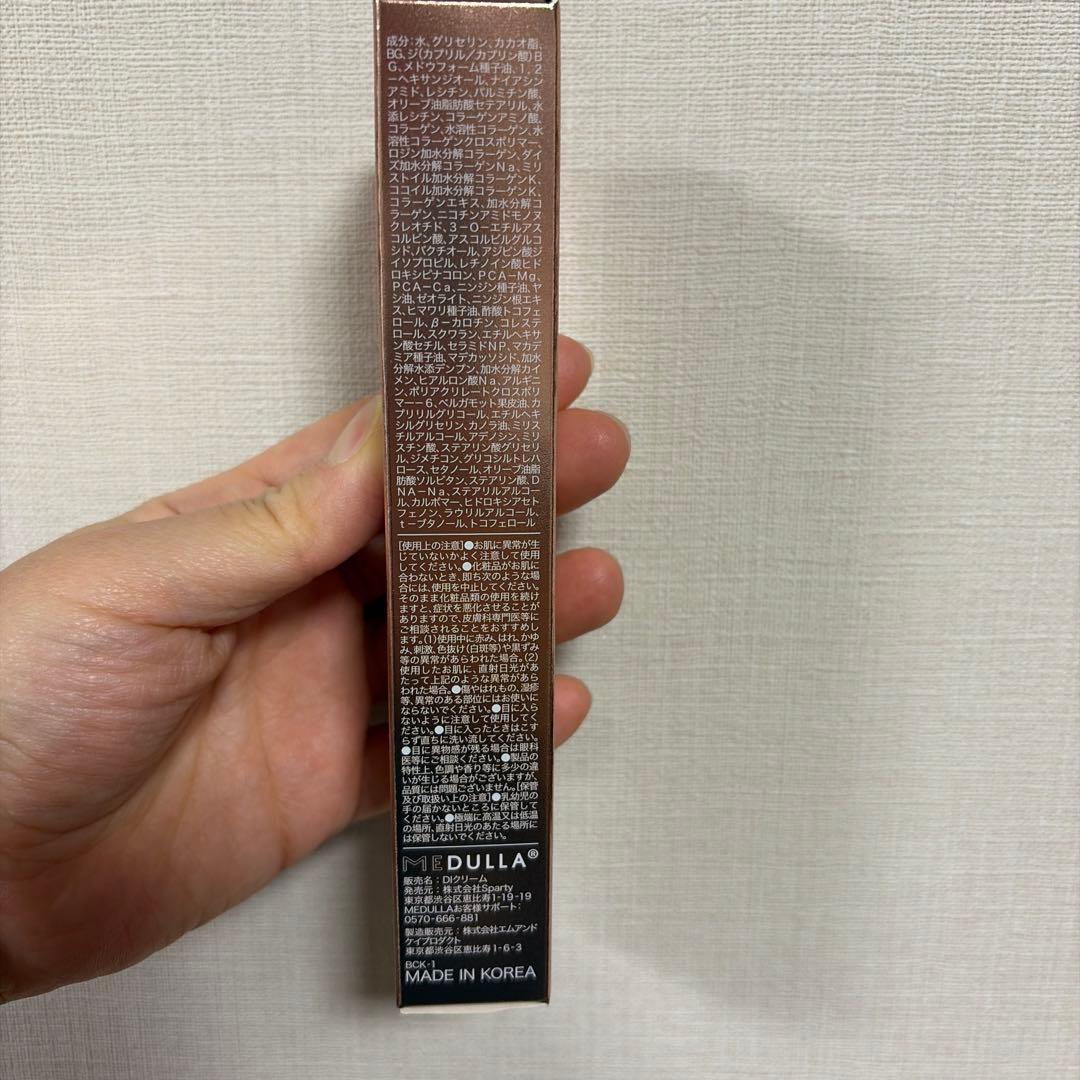 成分:水、グリセリン、カカオ脂、
BG、ジ(カプリル/カプリン酸)B
G、メドウフォーム種子油、1,2
-ヘキサンジオール、ナイアシン
アミド、レシチン、パルミチン酸、
オリーブ油脂肪酸セテアリル、水
添レシチン、コラーゲンアミノ酸、
コラーゲン、水溶性コラーゲン、水
溶性コラーゲンクロスポリマー、
ロジン加水分解コラーゲン、ダイ
ズ加水分解コラーゲンNa、ミリ
ストイル加水分解コラーゲンK、
ココイル加水分解コラーゲンK、
コラーゲンエキス、加水分解コ
ラーゲン、ニコチンアミドモノヌ
クレオチド、3-O-エチルアス
コルビン酸、アスコルビルグルコ
シド、バクチオール、アジピン酸ジ
イソプロピル、レチノイン酸ヒド
ロキシピナコロン、PCA-Mg、
PCA-Ca、ニンジン種子油、ヤ
シ油、ゼオライト、ニンジン根エキ
ス、ヒマワリ種子油、酢酸トコフェ
ロール、β-カロチン、コレステ
ロール、スクワラン、エチルヘキサ
ン酸セチル、セラミドNP、マカデ
ミア種子油、マデカッソシド、加水
分解水添デンプン、加水分解カイ
メン、ヒアルロン酸Na、アルギニ
ン、ポリアクリレートクロスポリ
マー-6、ベルガモット果皮油、カ
プリリルグリコール、エチルヘキ
シルグリセリン、カノラ油、ミリス
チルアルコール、アデノシン、ミリ
スチン酸、ステアリン酸グリセリ
ル、ジメチコン、グリコシルトレハ
ロース、セタノール、オリーブ油脂
肪酸ソルビタン、ステアリン酸、D
NA-Na、ステアリルアルコー
ル、カルボマー、ヒドロキシアセト
フェノン、ラウリルアルコール、
t-ブタノール、トコフェロール
[使用上の注意]●お肌に異常が生
じていないかよく注意して使用
してください。●化粧品がお肌に
合わないとき、即ち次のような場
合には、使用を中止してください。
そのまま化粧品類の使用を続け
ますと、症状を悪化させることが
ありますので、皮膚科専門医等に
ご相談されることをおすすめし
ます。(1)使用中に赤み、はれ、かゆ
み、刺激、色抜け(白斑等)や黒ずみ
等の異常があらわれた場合。(2)
使用したお肌に、直射日光があ
たって上記のような異常があら
われた場合。●傷やはれもの、湿疹
等、異常のある部位にはお使いに
ならないでください。●目に入ら
ないように注意して使用してく
ださい。●目に入ったときはこす
らず直ちに洗い流してください。
●目に異物感が残る場合は眼科
医等にご相談ください。●製品の
特性上、色調や香り等に多少の違
いが生じる場合がございますが、
品質には問題ございません。[保管
及び取扱い上の注意]●乳幼児の
手の届かないところに保管して
ください。●極端に高温又は低温
の場所、直射日光のあたる場所に
は保管しないでください。
MEDULLA®
販売名:DIクリーム
発売元:株式会社Sparty
東京都渋谷区恵比寿1-19-19
MEDULLAお客様サポート:
0570-666-881
製造販売元:株式会社エムアンド
ケイプロダクト
東京都渋谷区恵比寿1-6-3
BCK-1
MADE IN KOREA